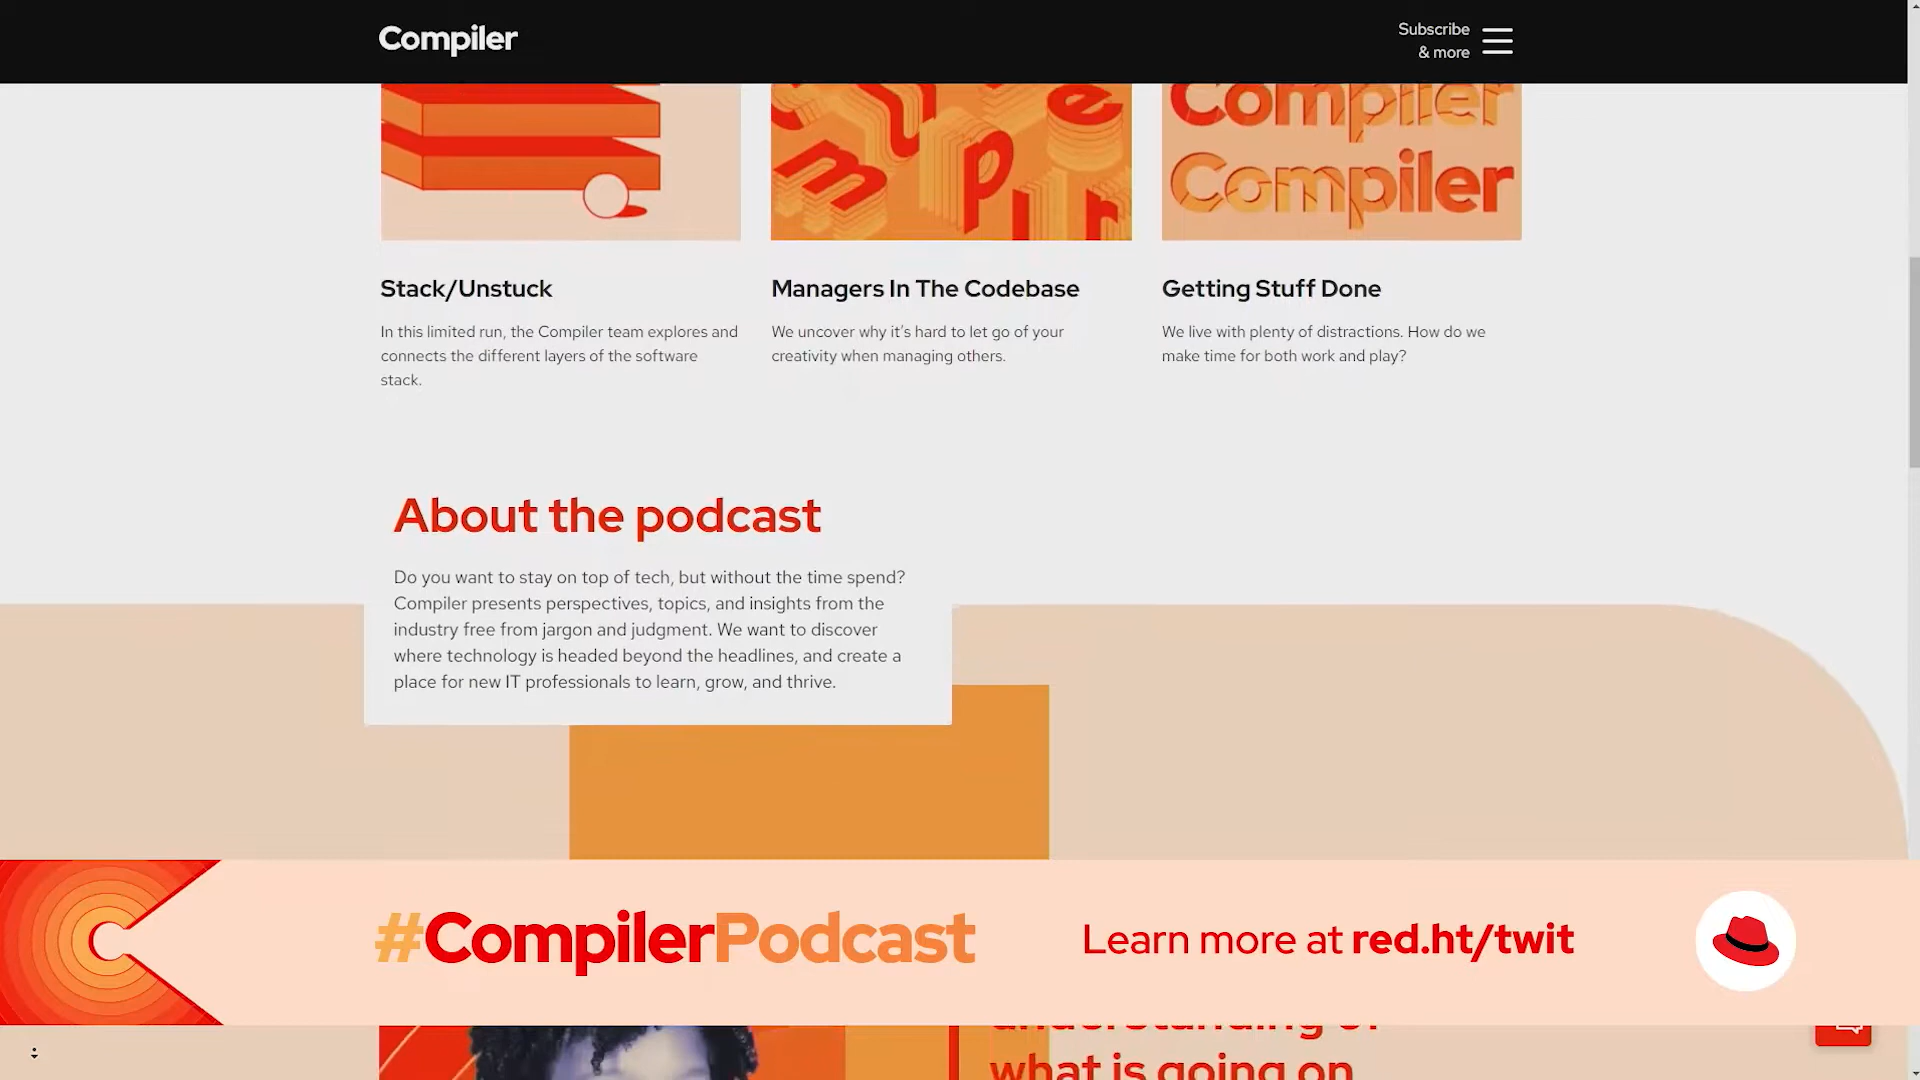 Compiler
Subscribe
& more
Compiler
Compiler
Stack/Unstuck
In this limited run, the Compiler team explores and
connects the different layers of the software
stack.
Managers In The Codebase
We uncover why it's hard to let go of your
creativity when managing others.
Getting Stuff Done
We live with plenty of distractions. How do we
make time for both work and play?
About the podcast
Do you want to stay on top of tech, but without the time spend?
Compiler presents perspectives, topics, and insights from the
industry free from jargon and judgment. We want to discover
where technology is headed beyond the headlines, and create a
place for new IT professionals to learn, grow, and thrive.
#CompilerPodcast
Learn more at red.ht/twit
understanding of
what is going on